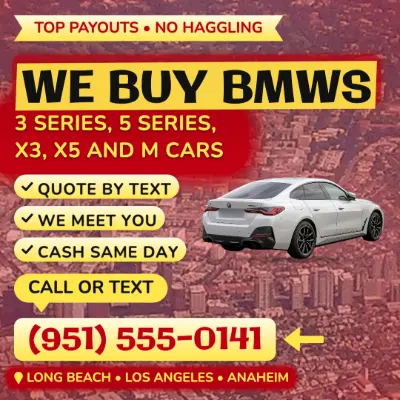 TOP PAYOUTS • NO HAGGLING
WE BUY BMWS
3 SERIES, 5 SERIES,
X3, X5 AND M CARS
QUOTE BY TEXT
WE MEET YOU
CASH SAME DAY
CALL OR TEXT
(951) 555-0141
LONG BEACH • LOS ANGELES • ANAHEIM